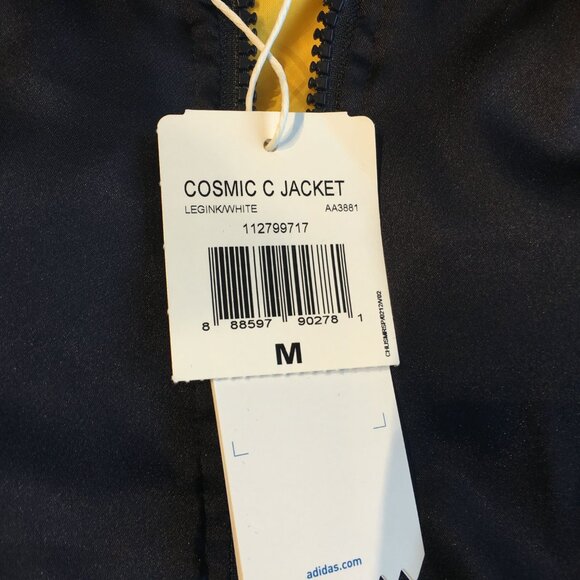 COSMIC C JACKET
LEGINK/WHITE AA3881
112799717
8 88597 90278 1
M
adidas.com